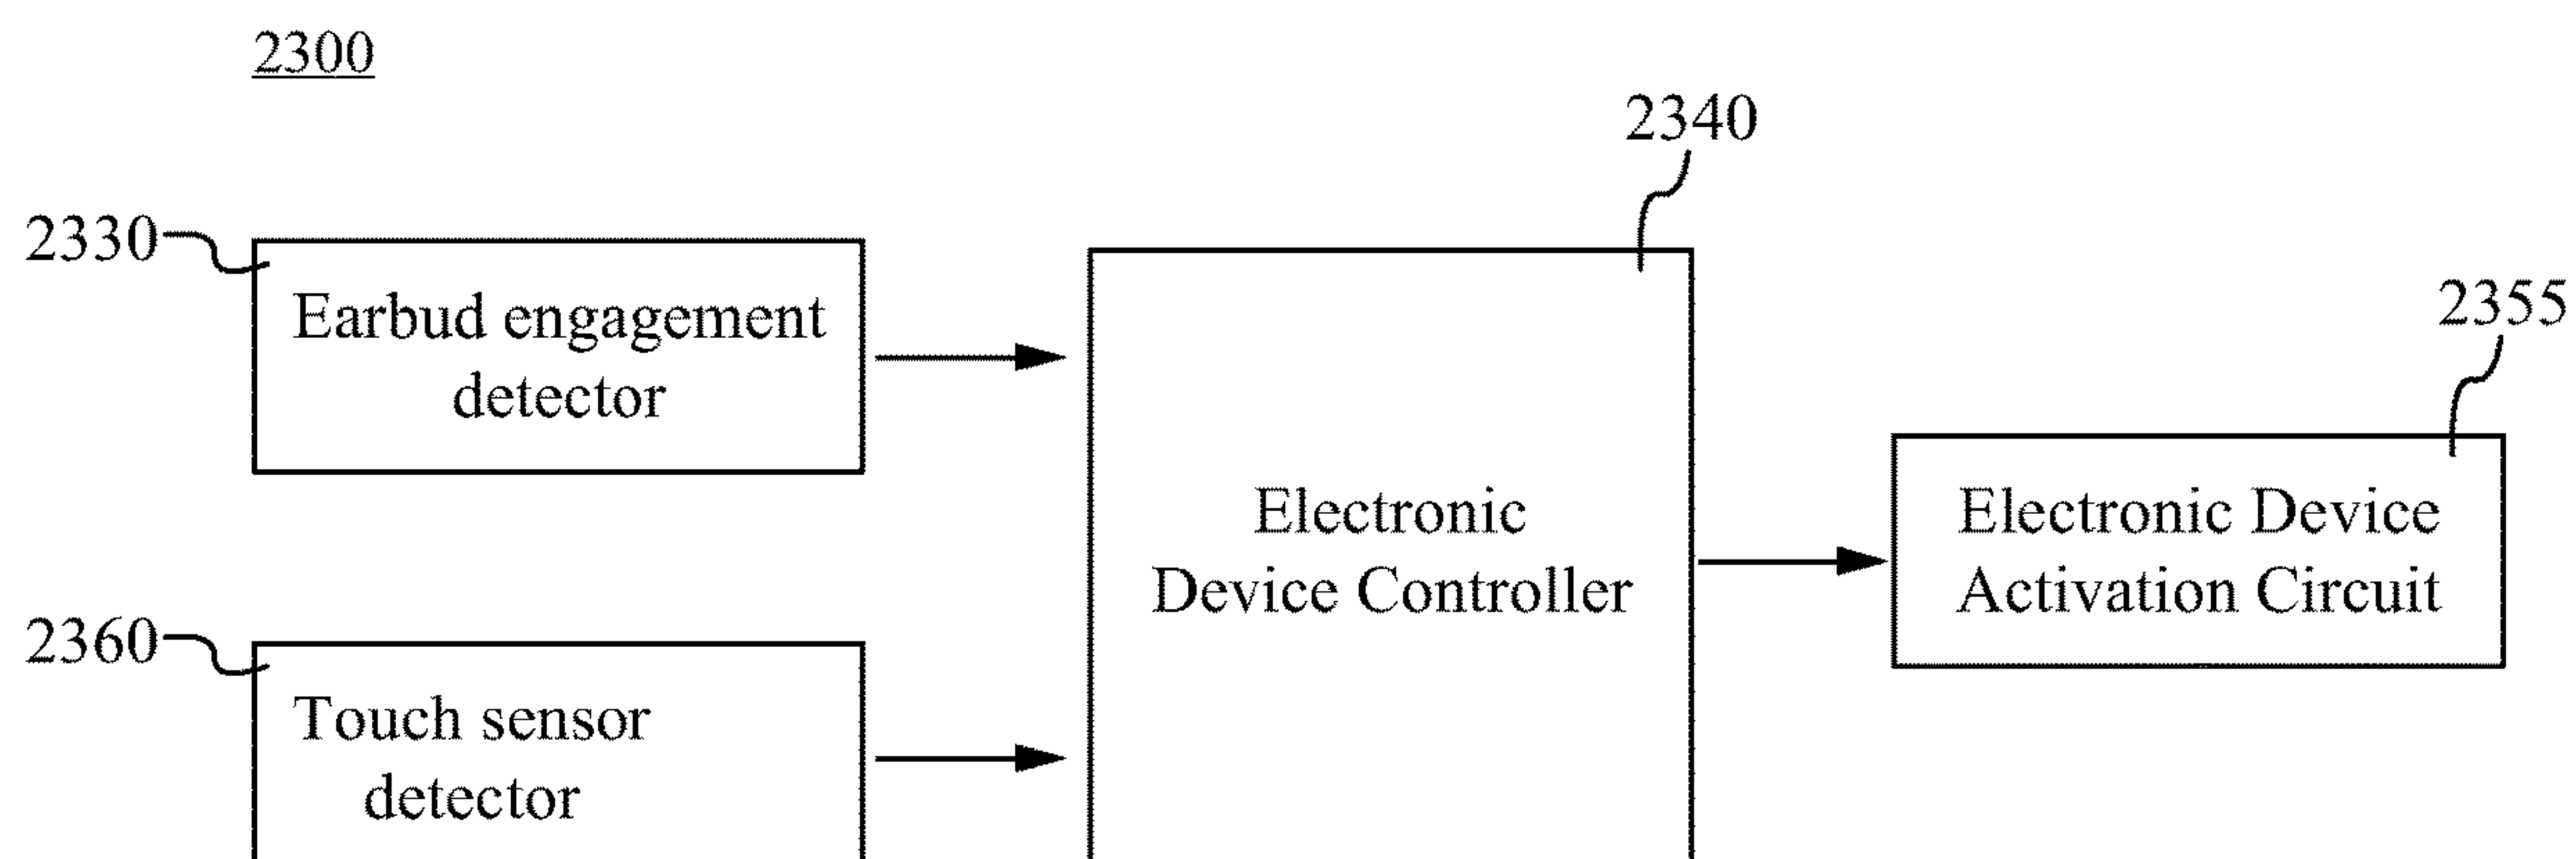 2300
2340
2330
Earbud engagement
detector
2355
Electronic
Device Controller
Electronic Device
Activation Circuit
2360
Touch sensor
detector